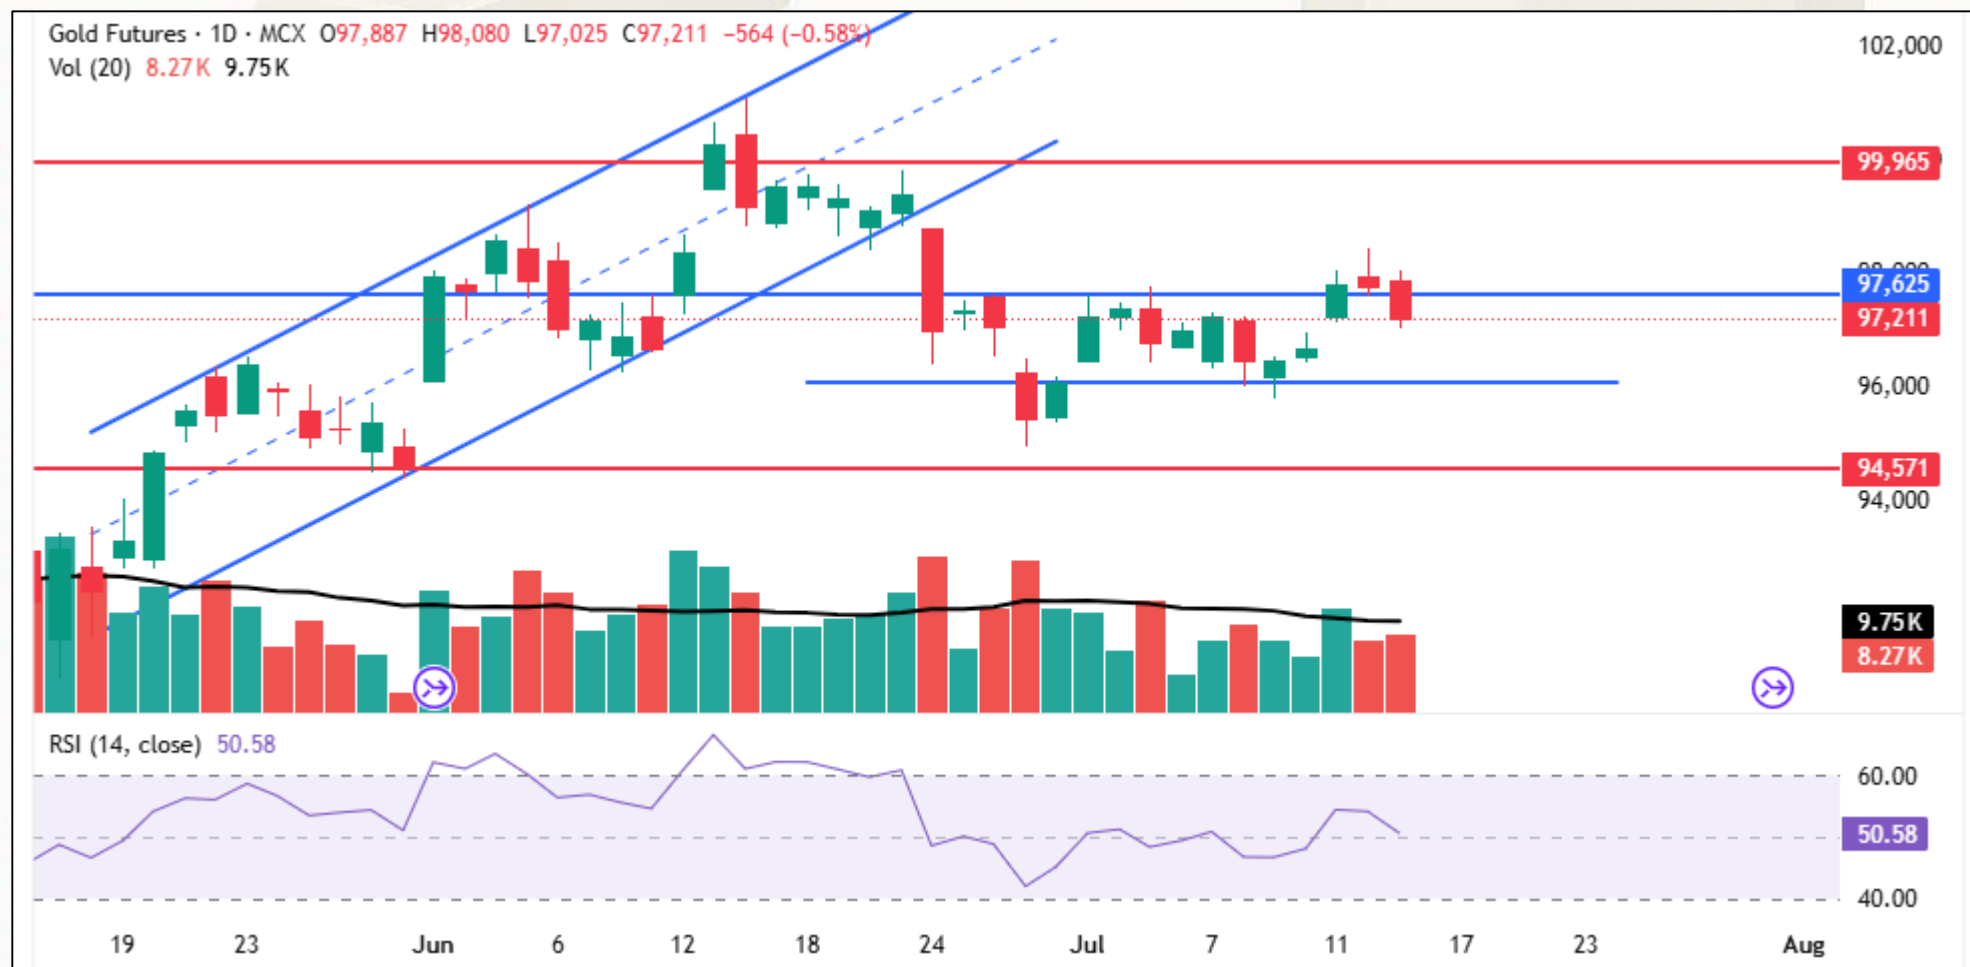 Gold Futures · 1D · MCX O97,887 H98,080 L97,025 C97,211 −564 (−0.58%)
Vol (20) 8.27K 9.75K
102,000
99,965
97,625
97,211
96,000
94,571
94,000
9.75K
8.27K
RSI (14, close) 50.58
60.00
50.58
40.00
19 23 Jun 6 12 18 24 Jul 7 11 17 23 Aug